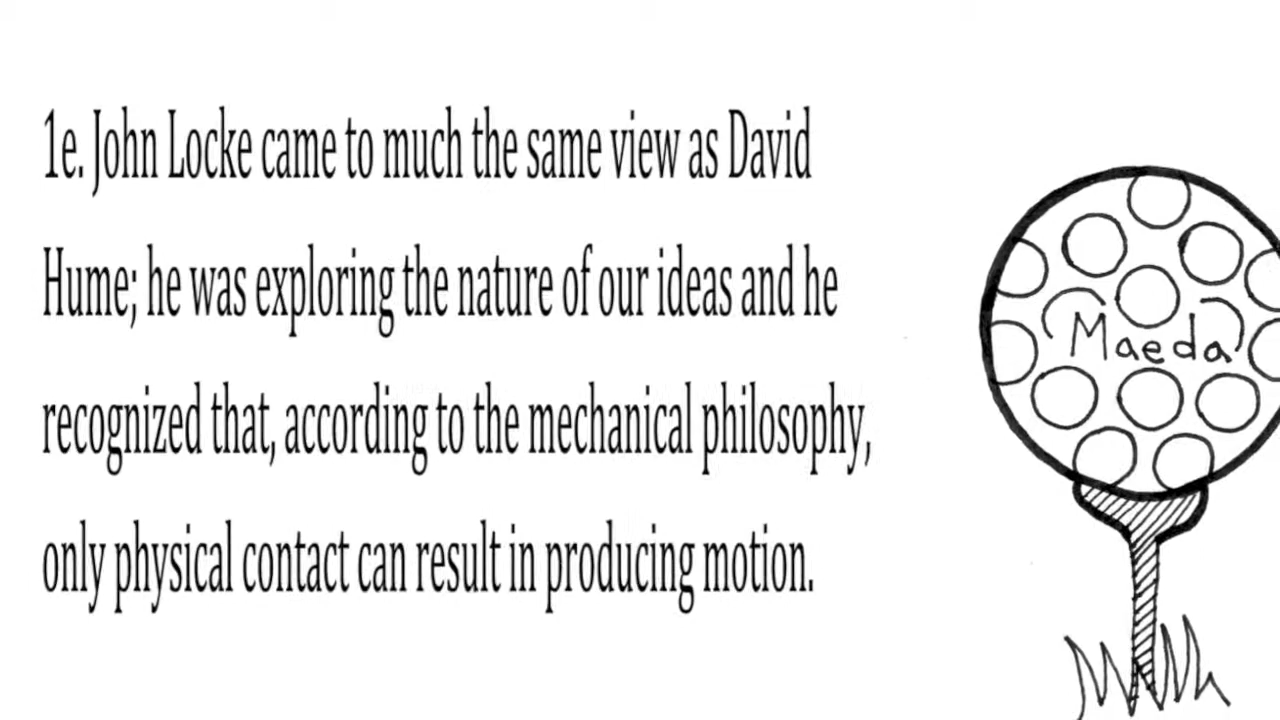 1e. John Locke came to much the same view as David
Hume; he was exploring the nature of our ideas and he
recognized that, according to the mechanical philosophy,
only physical contact can result in producing motion.
Maeda